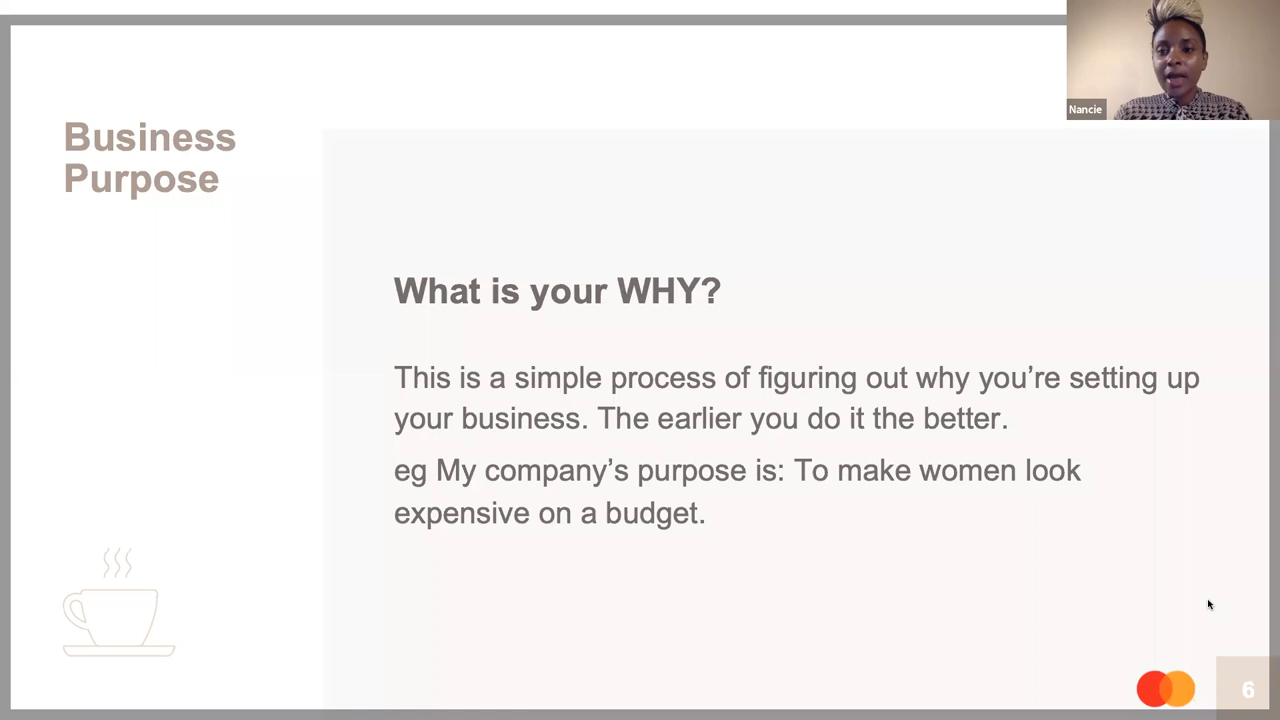 Nancie
Business
Purpose
What is your WHY?
This is a simple process of figuring out why you’re setting up
your business. The earlier you do it the better.
eg My company’s purpose is: To make women look
expensive on a budget.
6